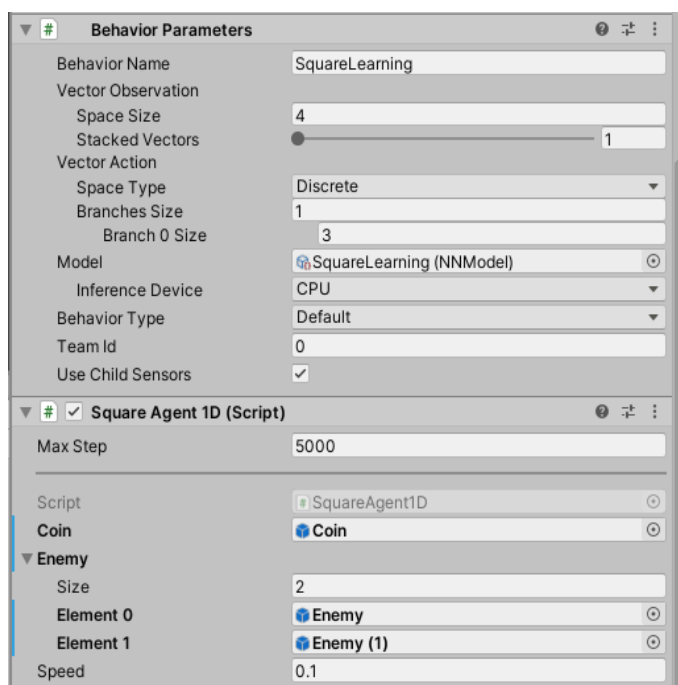 # Behavior Parameters
Behavior Name SquareLearning
Vector Observation
Space Size 4
Stacked Vectors 1
Vector Action
Space Type Discrete
Branches Size 1
Branch 0 Size 3
Model SquareLearning (NNModel)
Inference Device CPU
Behavior Type Default
Team Id 0
Use Child Sensors
# Square Agent 1D (Script)
Max Step 5000
Script # SquareAgent1D
Coin Coin
Enemy
Size 2
Element 0 Enemy
Element 1 Enemy (1)
Speed 0.1